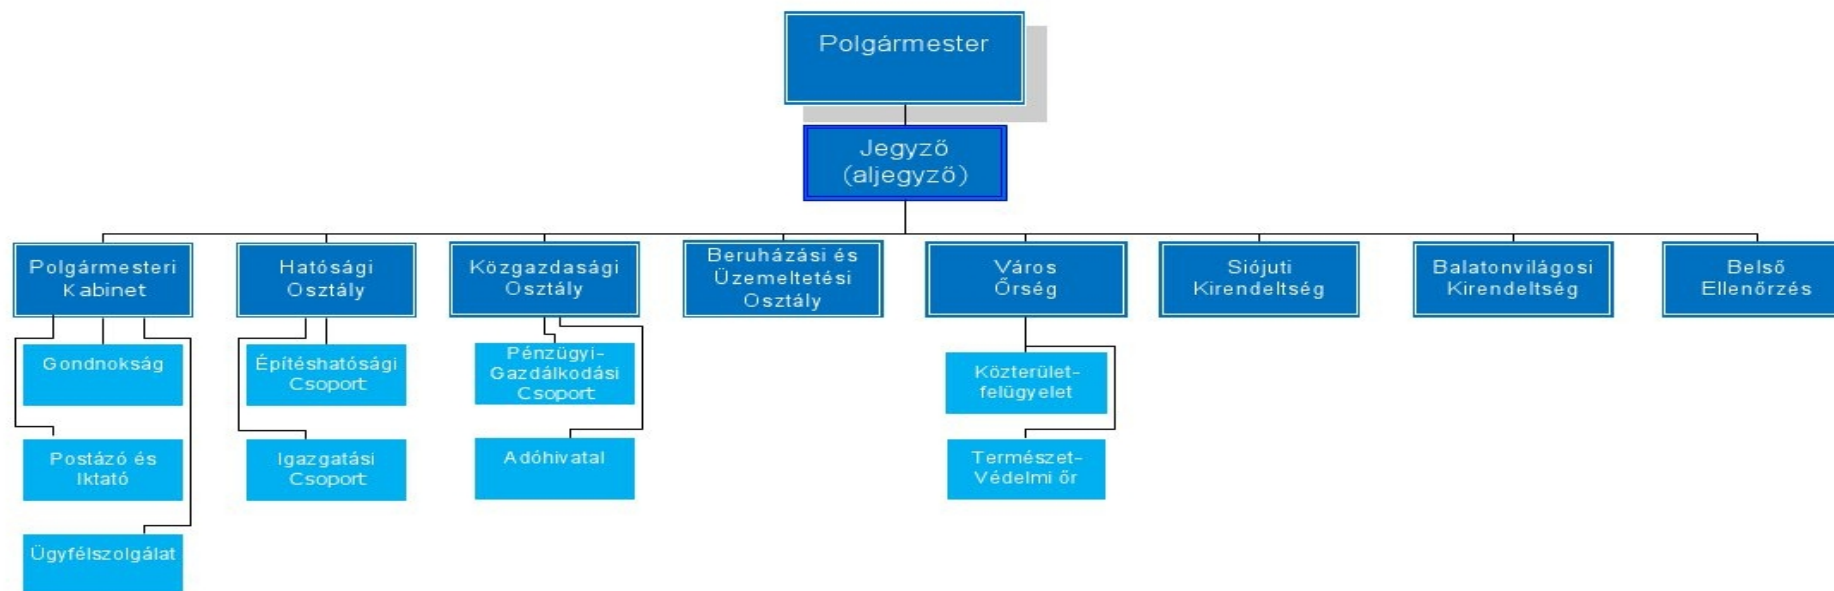 Polgármester
Jegyző
(aljegyző)
Polgármesteri
Kabinet
Hatósági
Osztály
Közgazdasági
Osztály
Beruházási és
Üzemeltetési
Osztály
Város
Őrség
Siójuti
Kirendeltség
Balatonvilágosi
Kirendeltség
Belső
Ellenőrzés
Gondnokság
Építéshatósági
Csoport
Pénzügyi-
Gazdálkodási
Csoport
Közterület-
felügyelet
Postázó és
Iktató
Igazgatási
Csoport
Adóhivatal
Természet-
Védelmi őr
Ügyfélszolgálat